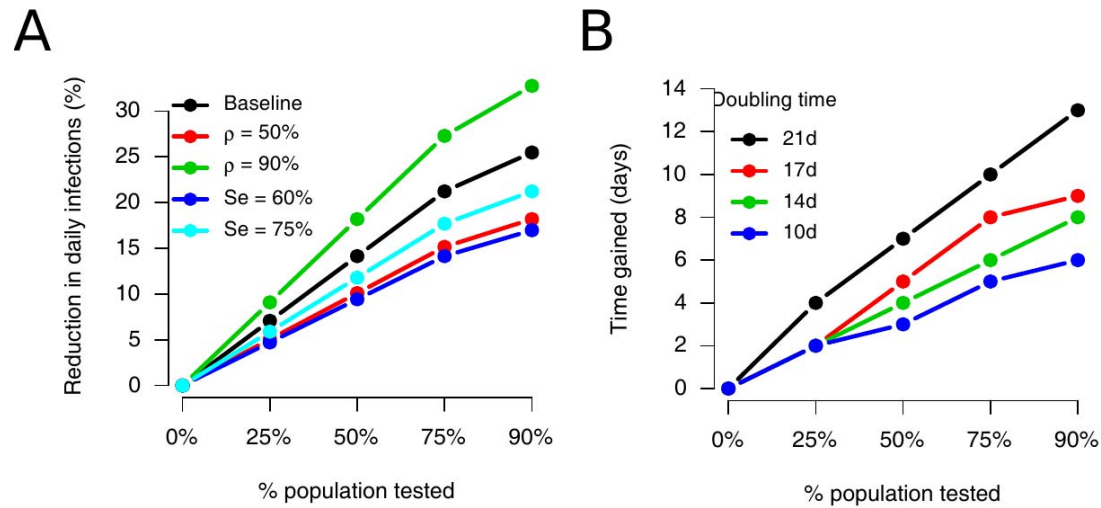 A
Reduction in daily infections (%)
30
25
20
15
10
5
0
Baseline
ρ = 50%
ρ = 90%
Se = 60%
Se = 75%
0% 25% 50% 75% 90%
% population tested
B
Time gained (days)
14
12
10
8
6
4
2
0
Doubling time
21d
17d
14d
10d
0% 25% 50% 75% 90%
% population tested